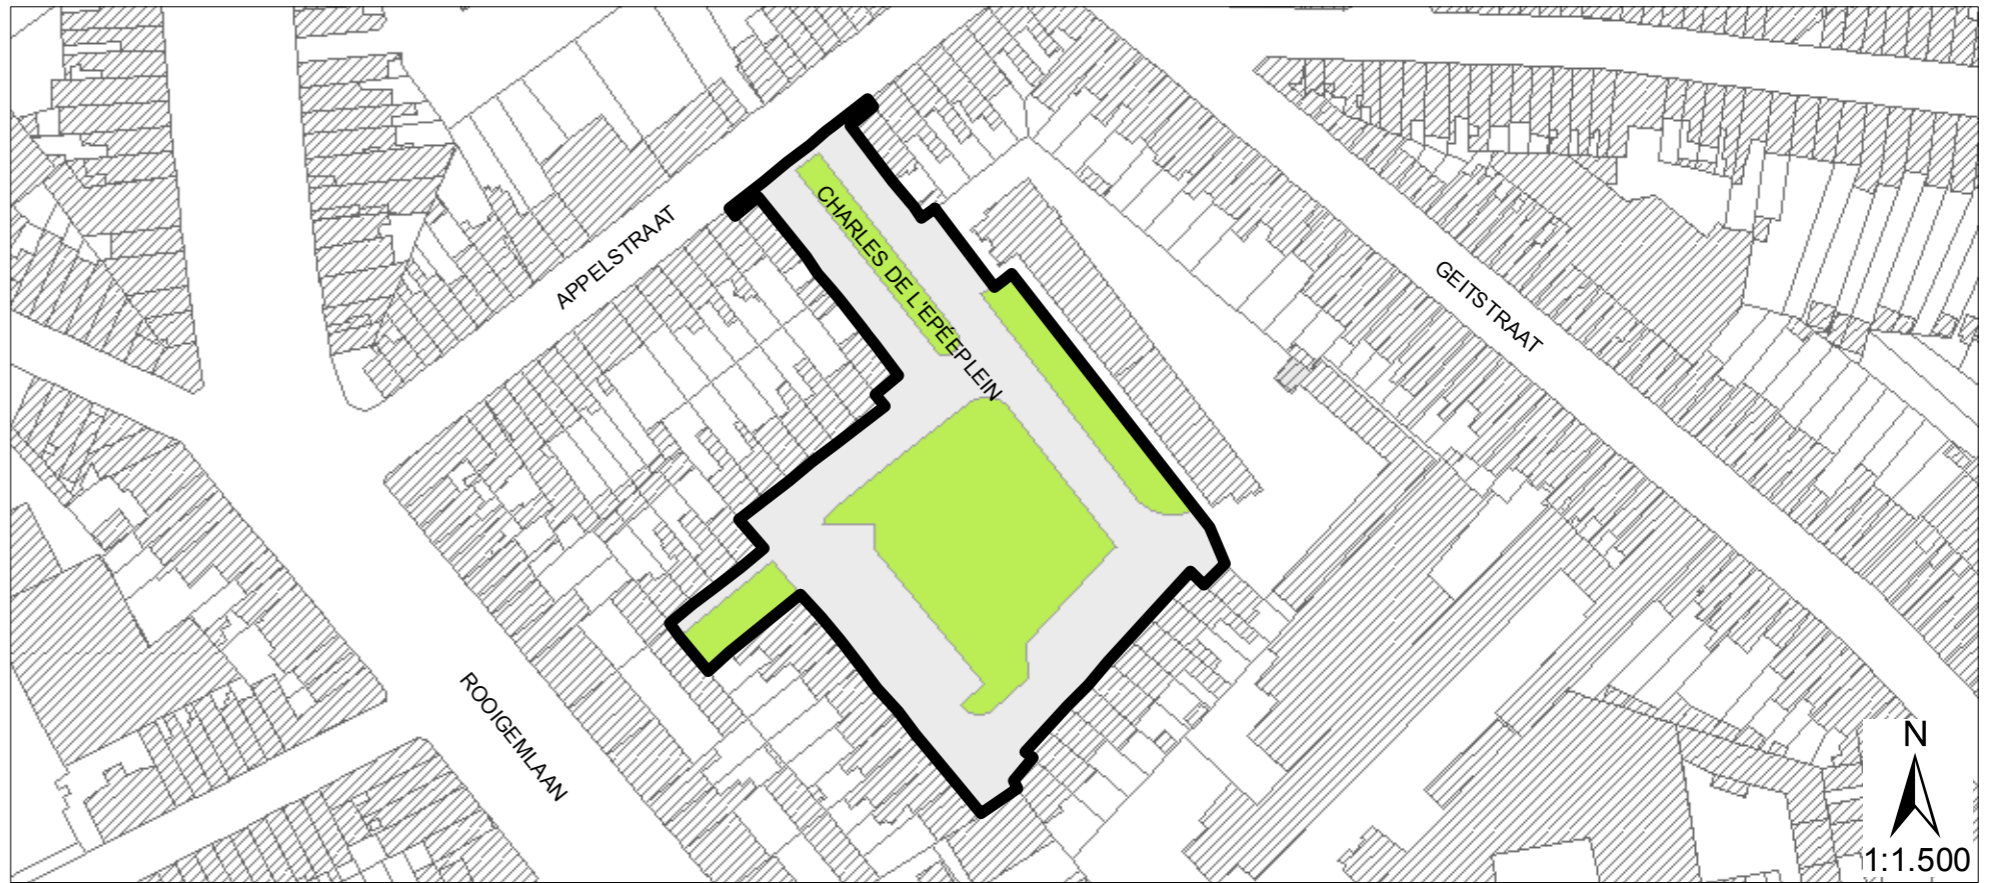 APPELSTRAAT
CHARLES DE L'EPÉEPLEIN
GEITSTRAAT
ROOIGEMLAAN
N
1:1.500